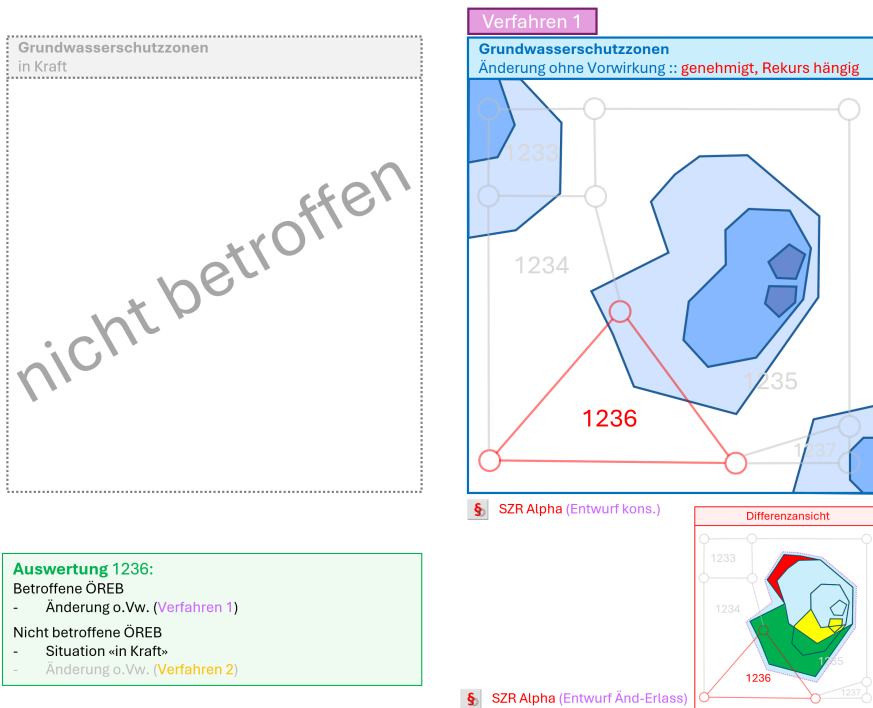 Grundwasserschutzzonen
in Kraft
nicht betroffen
Verfahren 1
Grundwasserschutzzonen
Änderung ohne Vorwirkung :: genehmigt, Rekurs hängig
1233
1234
1235
1236
1237
§ SZR Alpha (Entwurf kons.)
Differenzansicht
1233
1234
1235
1236
1237
§ SZR Alpha (Entwurf Änd-Erlass)
Auswertung 1236:
Betroffene ÖREB
- Änderung o.Vw. (Verfahren 1)
Nicht betroffene ÖREB
- Situation «in Kraft»
- Änderung o.Vw. (Verfahren 2)